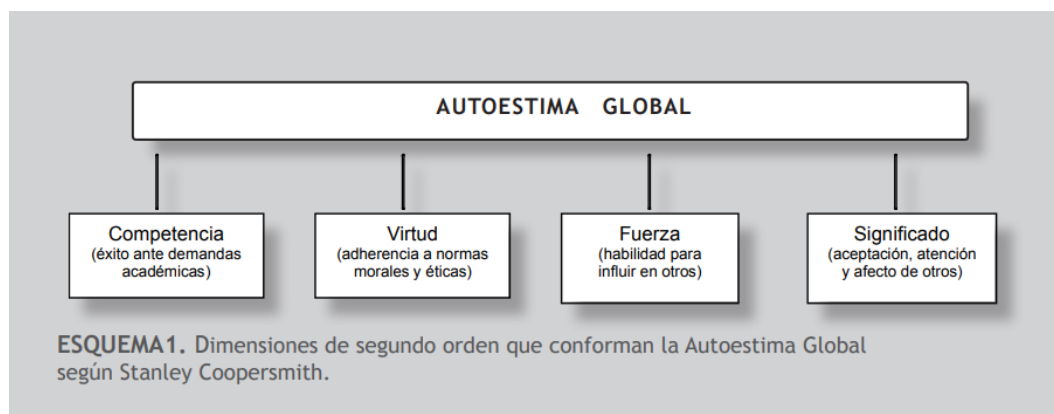 AUTOESTIMA GLOBAL
Competencia
(éxito ante demandas
académicas)
Virtud
(adherencia a normas
morales y éticas)
Fuerza
(habilidad para
influir en otros)
Significado
(aceptación, atención
y afecto de otros)
ESQUEMA1. Dimensiones de segundo orden que conforman la Autoestima Global
según Stanley Coopersmith.